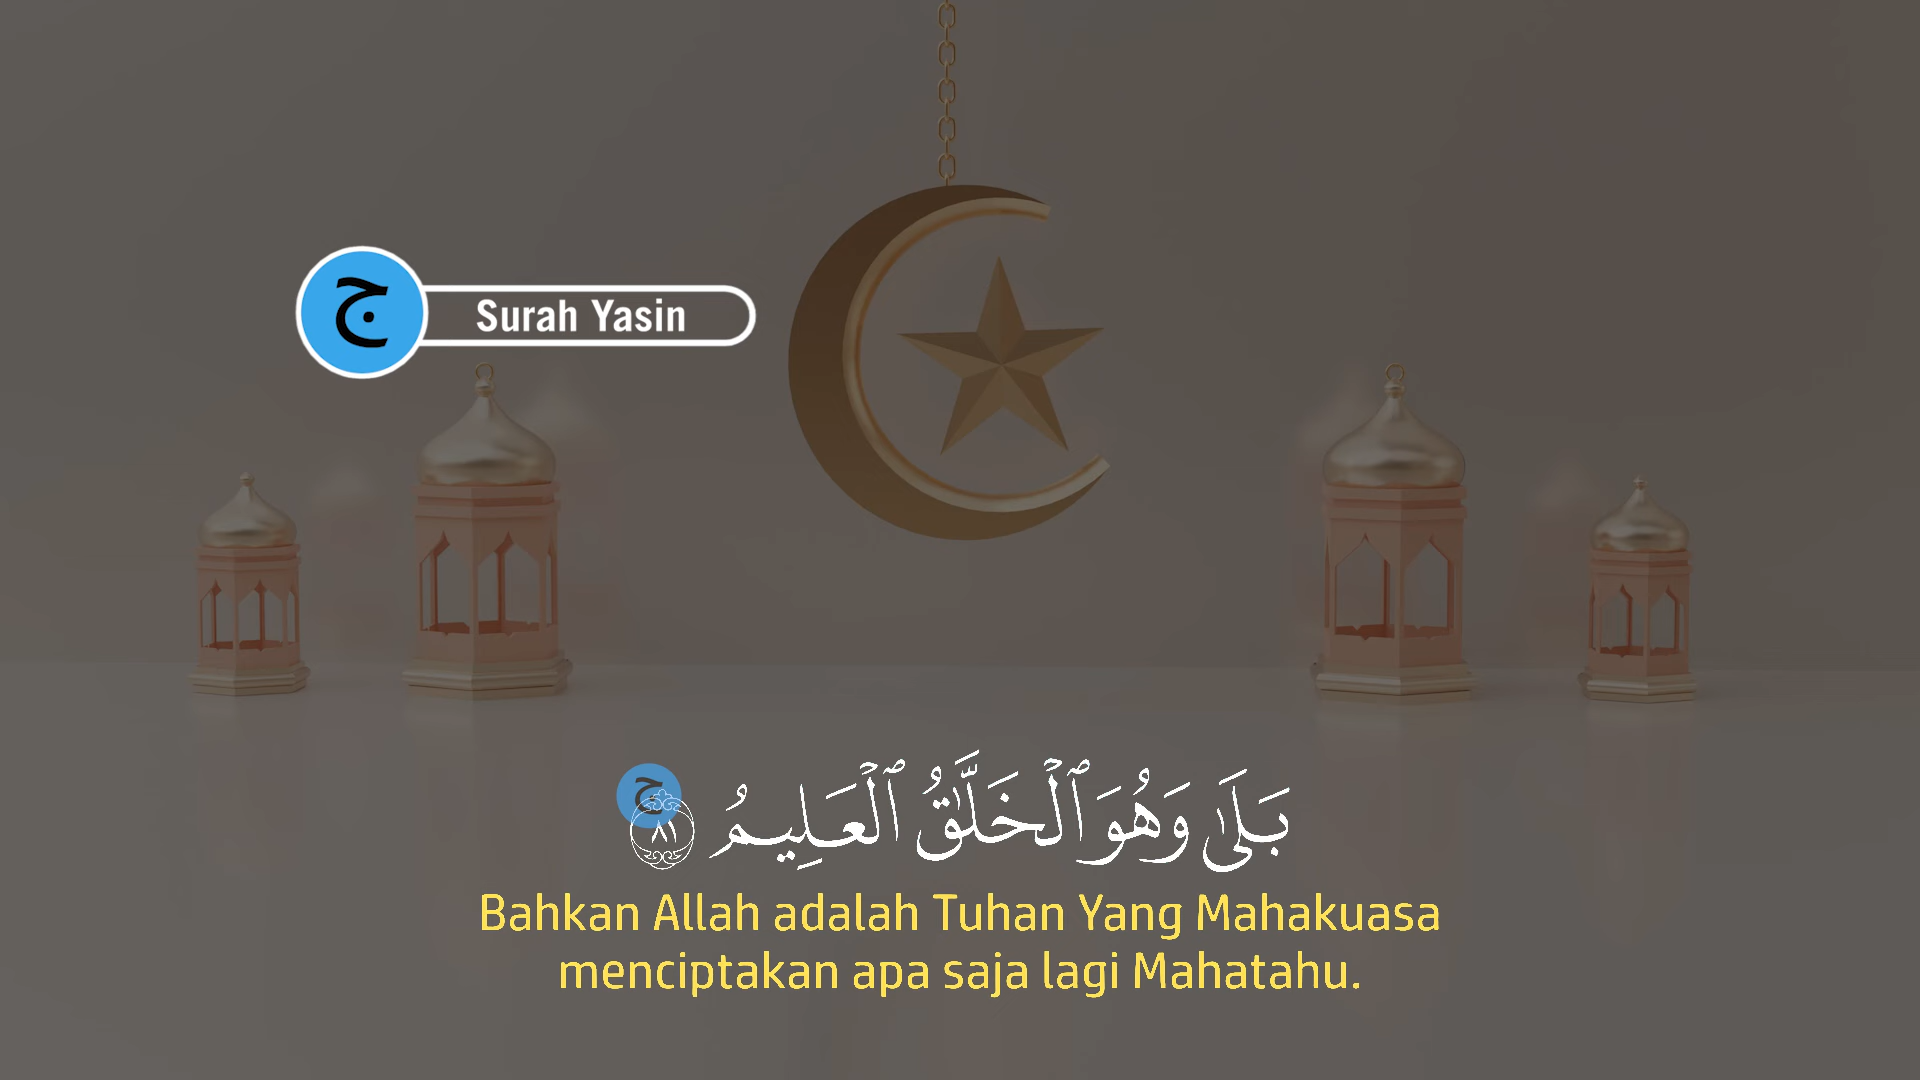 ج
Surah Yasin
بَلَىٰ وَهُوَ ٱلْخَلَّٰقُ ٱلْعَلِيمُ ٨١
ج
Bahkan Allah adalah Tuhan Yang Mahakuasa
menciptakan apa saja lagi Mahatahu.